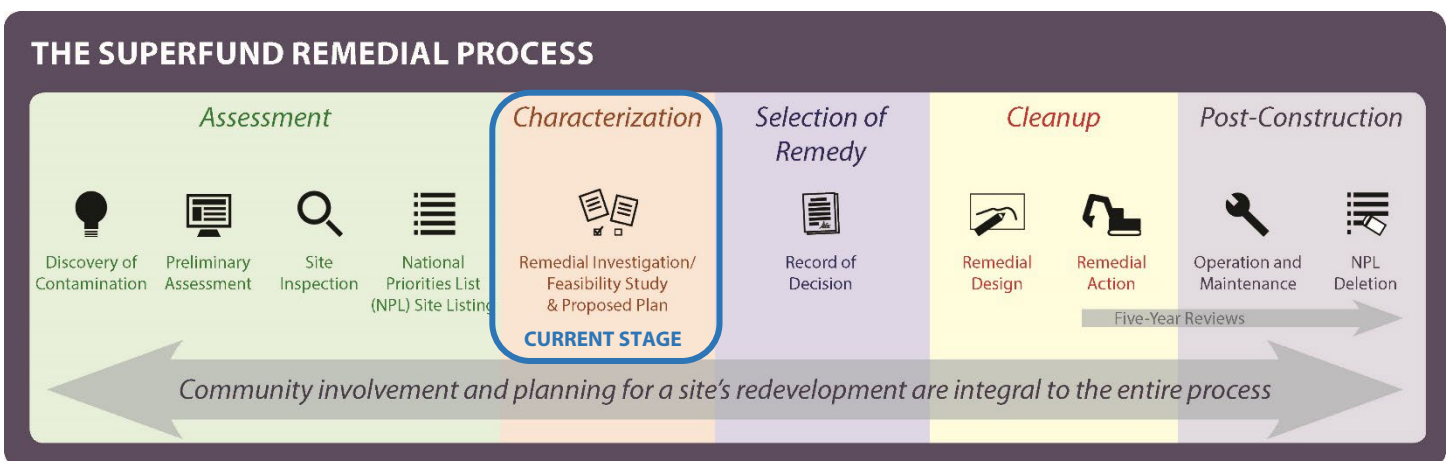 THE SUPERFUND REMEDIAL PROCESS
Assessment
Discovery of
Contamination
Preliminary
Assessment
Site
Inspection
National
Priorities List
(NPL) Site Listing
Characterization
Remedial Investigation/
Feasibility Study
& Proposed Plan
CURRENT STAGE
Selection of
Remedy
Record of
Decision
Cleanup
Remedial
Design
Remedial
Action
Post-Construction
Operation and
Maintenance
NPL
Deletion
Five-Year Reviews
Community involvement and planning for a site's redevelopment are integral to the entire process